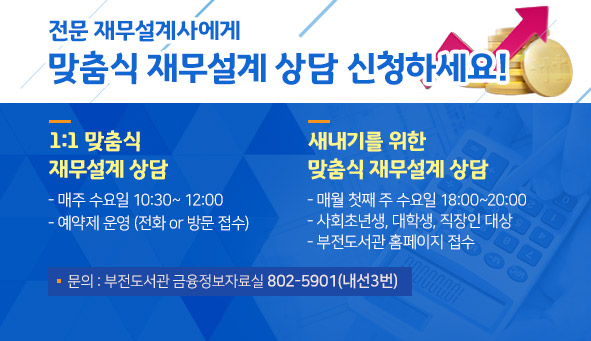 전문 재무설계사에게
맞춤식 재무설계 상담 신청하세요!
1:1 맞춤식
재무설계 상담
- 매주 수요일 10:30~ 12:00
- 예약제 운영 (전화 or 방문 접수)
새내기를 위한
맞춤식 재무설계 상담
- 매월 첫째 주 수요일 18:00~20:00
- 사회초년생, 대학생, 직장인 대상
- 부전도서관 홈페이지 접수
▪ 문의 : 부전도서관 금융정보자료실 802-5901(내선3번)